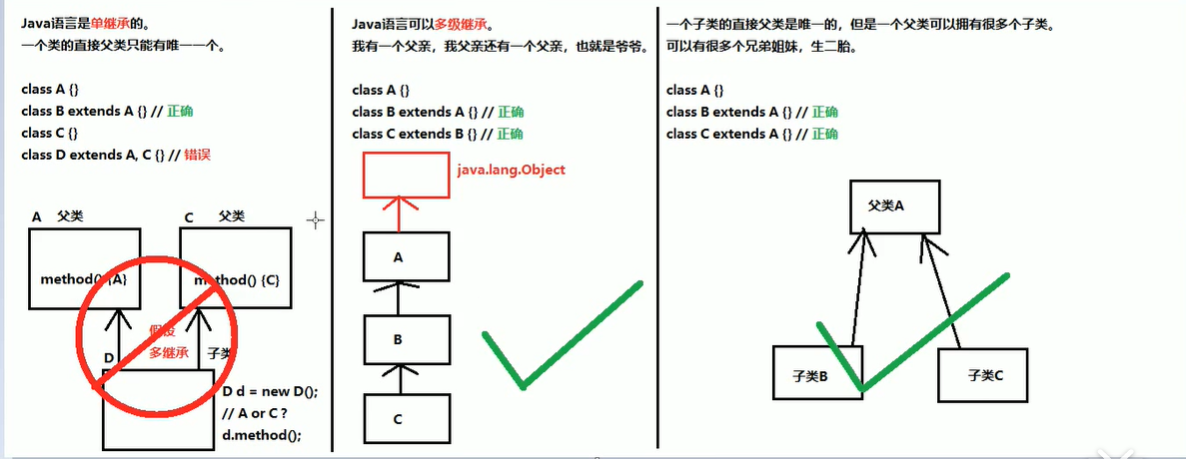 Java语言是单继承的。
一个类的直接父类只能有唯一一个。
class A {}
class B extends A {} // 正确
class C {}
class D extends A, C {} // 错误
A 父类
C 父类
method() {A}
method() {C}
假设
多继承
D
子类
D d = new D();
// A or C ?
d.method();
Java语言可以多级继承。
我有一个父亲，我父亲还有一个父亲，也就是爷爷。
class A {}
class B extends A {} // 正确
class C extends B {} // 正确
java.lang.Object
A
B
C
一个子类的直接父类是唯一的，但是一个父类可以拥有很多个子类。
可以有很多个兄弟姐妹，生二胎。
class A {}
class B extends A {} // 正确
class C extends A {} // 正确
父类A
子类B
子类C